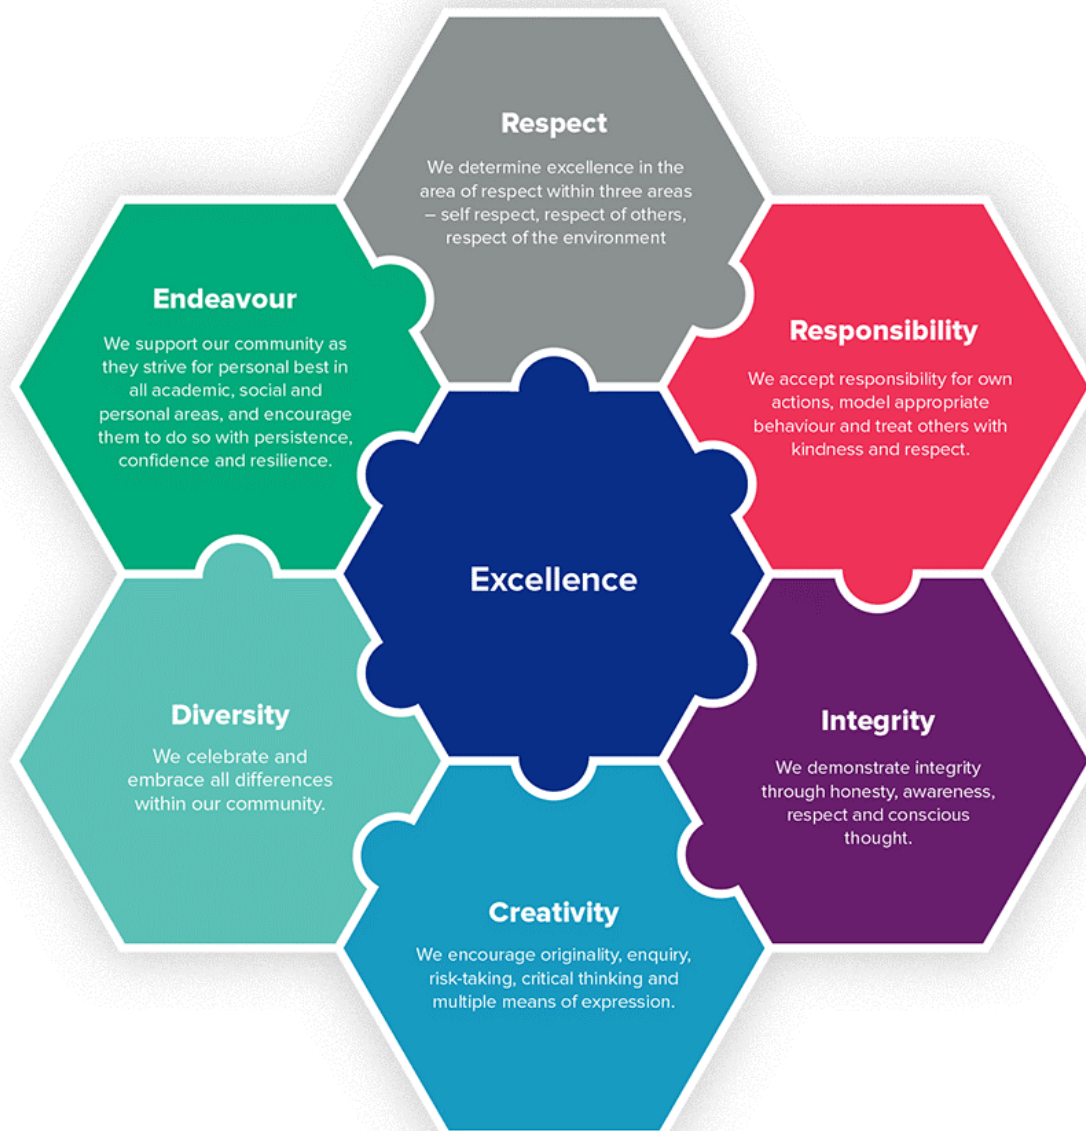 Respect
We determine excellence in the
area of respect within three areas
– self respect, respect of others,
respect of the environment
Endeavour
We support our community as
they strive for personal best in
all academic, social and
personal areas, and encourage
them to do so with persistence,
confidence and resilience.
Responsibility
We accept responsibility for own
actions, model appropriate
behaviour and treat others with
kindness and respect.
Excellence
Diversity
We celebrate and
embrace all differences
within our community.
Integrity
We demonstrate integrity
through honesty, awareness,
respect and conscious
thought.
Creativity
We encourage originality, enquiry,
risk-taking, critical thinking and
multiple means of expression.